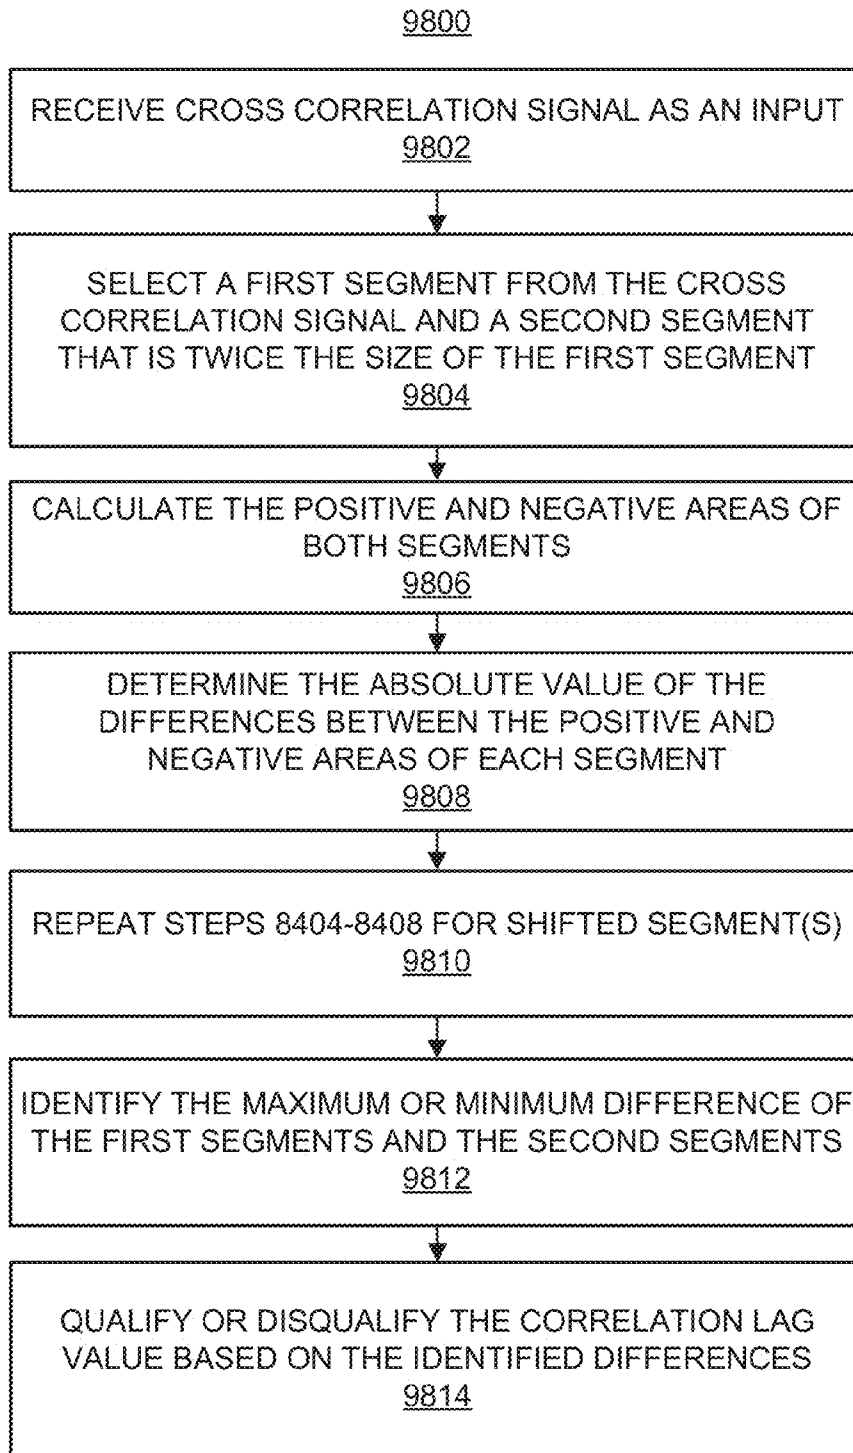 9800
RECEIVE CROSS CORRELATION SIGNAL AS AN INPUT
9802
SELECT A FIRST SEGMENT FROM THE CROSS
CORRELATION SIGNAL AND A SECOND SEGMENT
THAT IS TWICE THE SIZE OF THE FIRST SEGMENT
9804
CALCULATE THE POSITIVE AND NEGATIVE AREAS OF
BOTH SEGMENTS
9806
DETERMINE THE ABSOLUTE VALUE OF THE
DIFFERENCES BETWEEN THE POSITIVE AND
NEGATIVE AREAS OF EACH SEGMENT
9808
REPEAT STEPS 8404-8408 FOR SHIFTED SEGMENT(S)
9810
IDENTIFY THE MAXIMUM OR MINIMUM DIFFERENCE OF
THE FIRST SEGMENTS AND THE SECOND SEGMENTS
9812
QUALIFY OR DISQUALIFY THE CORRELATION LAG
VALUE BASED ON THE IDENTIFIED DIFFERENCES
9814